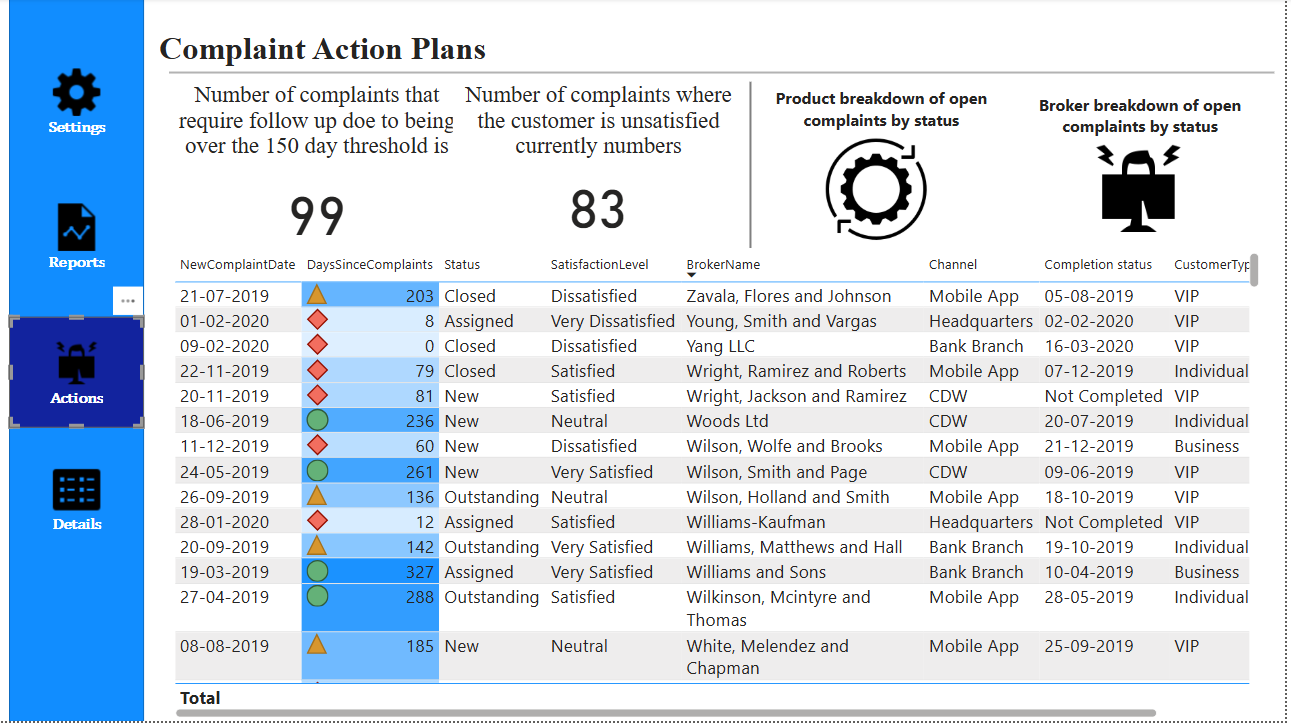 Complaint Action Plans
Settings
Reports
...
Actions
Details
Number of complaints that
require follow up doe to being
over the 150 day threshold is
99
Number of complaints where
the customer is unsatisfied
currently numbers
83
Product breakdown of open
complaints by status
Broker breakdown of open
complaints by status
NewComplaintDate DaysSinceComplaints Status SatisfactionLevel BrokerName Channel Completion status CustomerTyp
21-07-2019 203 Closed Dissatisfied Zavala, Flores and Johnson Mobile App 05-08-2019 VIP
01-02-2020 8 Assigned Very Dissatisfied Young, Smith and Vargas Headquarters 02-02-2020 VIP
09-02-2020 0 Closed Dissatisfied Yang LLC Bank Branch 16-03-2020 VIP
22-11-2019 79 Closed Satisfied Wright, Ramirez and Roberts Mobile App 07-12-2019 Individual
20-11-2019 81 New Satisfied Wright, Jackson and Ramirez CDW Not Completed VIP
18-06-2019 236 New Neutral Woods Ltd CDW 20-07-2019 Individual
11-12-2019 60 New Dissatisfied Wilson, Wolfe and Brooks Mobile App 21-12-2019 Business
24-05-2019 261 New Very Satisfied Wilson, Smith and Page CDW 09-06-2019 VIP
26-09-2019 136 Outstanding Neutral Wilson, Holland and Smith Mobile App 18-10-2019 VIP
28-01-2020 12 Assigned Satisfied Williams-Kaufman Headquarters Not Completed VIP
20-09-2019 142 Outstanding Very Satisfied Williams, Matthews and Hall Bank Branch 19-10-2019 Individual
19-03-2019 327 Assigned Very Satisfied Williams and Sons Bank Branch 10-04-2019 Business
27-04-2019 288 Outstanding Satisfied Wilkinson, Mcintyre and Mobile App 28-05-2019 Individual
Thomas
08-08-2019 185 New Neutral White, Melendez and Mobile App 25-09-2019 VIP
Chapman
Total